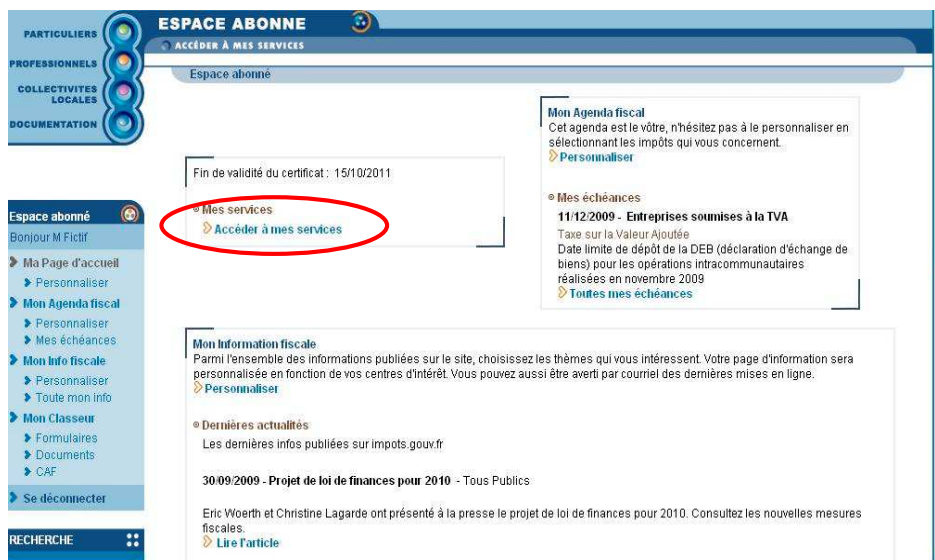 PARTICULIERS
PROFESSIONNELS
COLLECTIVITES
LOCALES
DOCUMENTATION
ESPACE ABONNE
ACCÉDER À MES SERVICES
Espace abonné
Fin de validité du certificat : 15/10/2011
Mes services
Accéder à mes services
Mon Agenda fiscal
Cet agenda est le vôtre, n'hésitez pas à le personnaliser en
sélectionnant les impôts qui vous concernent.
Personnaliser
Mes échéances
11/12/2009 - Entreprises soumises à la TVA
Taxe sur la Valeur Ajoutée
Date limite de dépôt de la DEB (déclaration d'échange de
biens) pour les opérations intracommunautaires
réalisées en novembre 2009
Toutes mes échéances
Espace abonné
Bonjour M Fictif
Ma Page d'accueil
Personnaliser
Mon Agenda fiscal
Personnaliser
Mes échéances
Mon Info fiscale
Personnaliser
Toute mon info
Mon Classeur
Formulaires
Documents
CAF
Se déconnecter
RECHERCHE
Mon Information fiscale
Parmi l'ensemble des informations publiées sur le site, choisissez les thèmes qui vous intéressent. Votre page d'information sera
personnalisée en fonction de vos centres d'intérêt. Vous pouvez aussi être averti par courriel des dernières mises en ligne.
Personnaliser
Dernières actualités
Les dernières infos publiées sur impots.gouv.fr
30/09/2009 - Projet de loi de finances pour 2010 - Tous Publics
Eric Woerth et Christine Lagarde ont présenté à la presse le projet de loi de finances pour 2010. Consultez les nouvelles mesures
fiscales.
Lire l'article